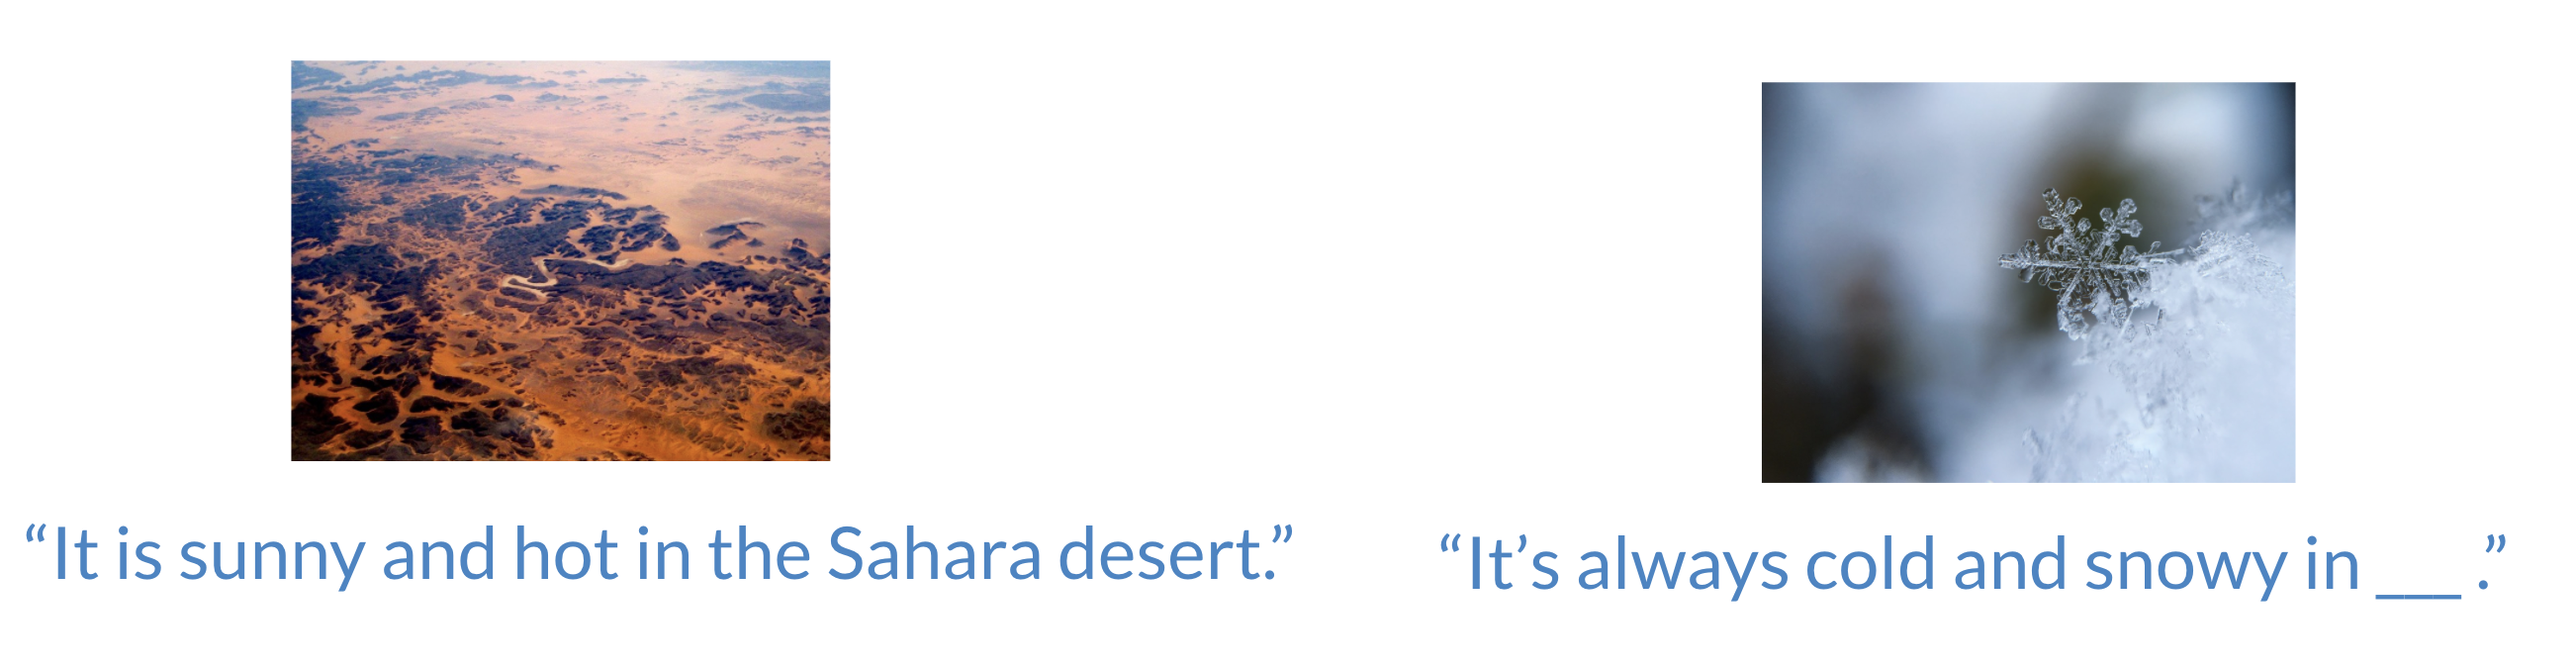 “It is sunny and hot in the Sahara desert.”
“It’s always cold and snowy in ___ .”